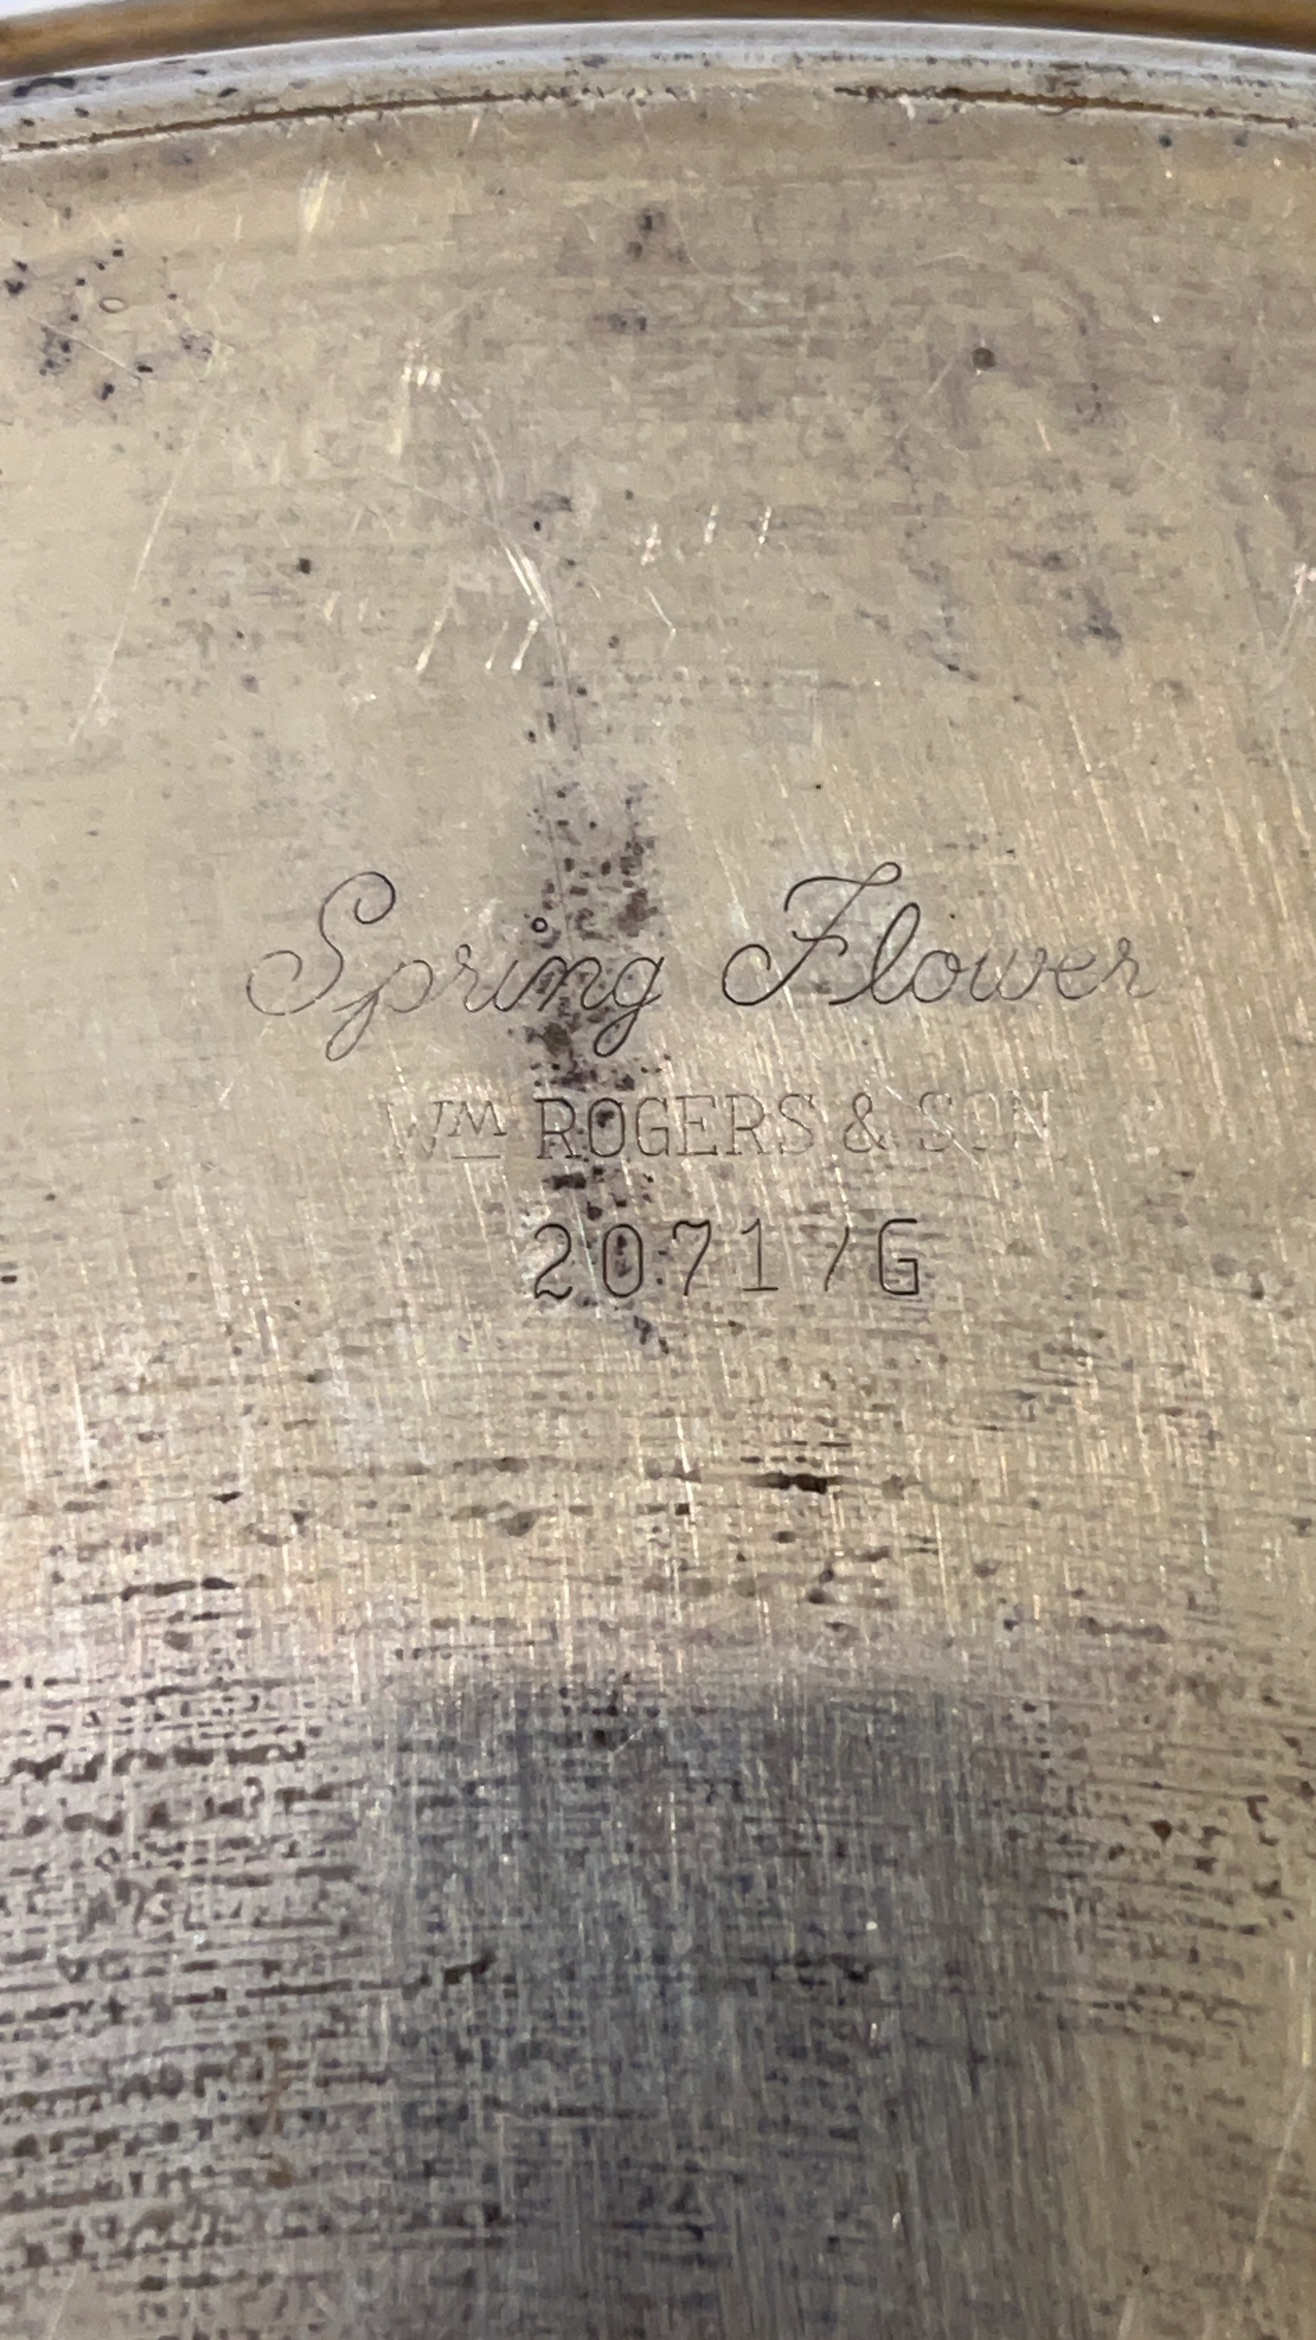 Spring Flower
WM ROGERS & SON
2071/G